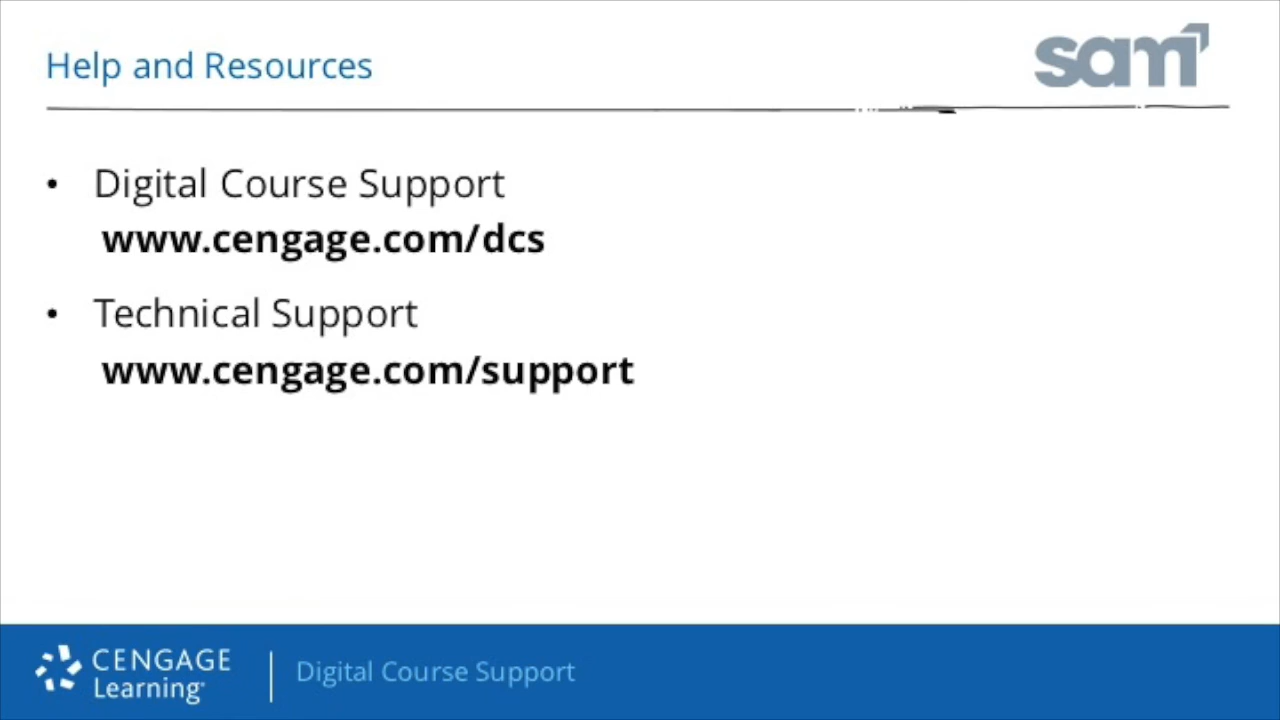 Help and Resources
sam
• Digital Course Support
www.cengage.com/dcs
• Technical Support
www.cengage.com/support
CENGAGE
Learning®
Digital Course Support